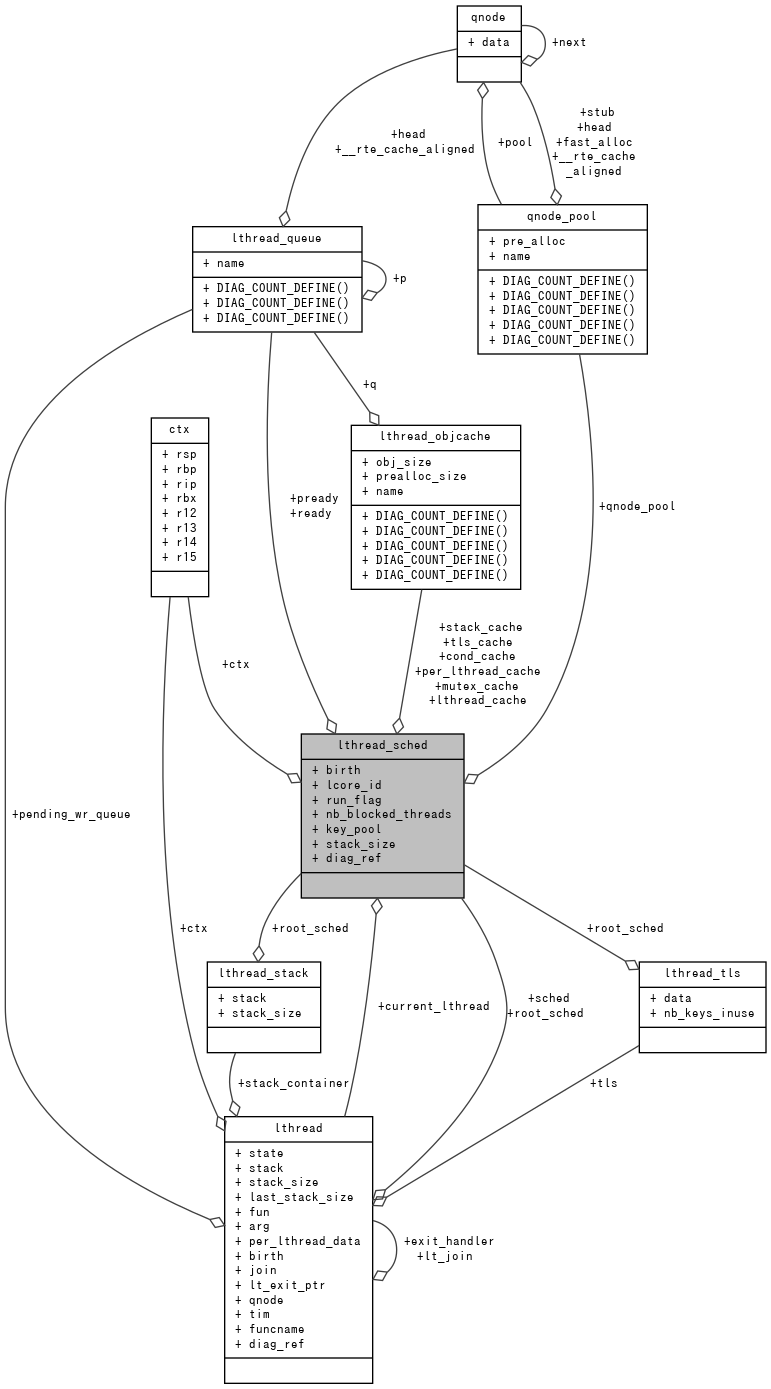 qnode
+ data
+next
+head
+__rte_cache_aligned
+pool
+stub
+head
+fast_alloc
+__rte_cache
_aligned
lthread_queue
+ name
+ DIAG_COUNT_DEFINE()
+ DIAG_COUNT_DEFINE()
+ DIAG_COUNT_DEFINE()
+p
qnode_pool
+ pre_alloc
+ name
+ DIAG_COUNT_DEFINE()
+ DIAG_COUNT_DEFINE()
+ DIAG_COUNT_DEFINE()
+ DIAG_COUNT_DEFINE()
+ DIAG_COUNT_DEFINE()
+q
ctx
+ rsp
+ rbp
+ rip
+ rbx
+ r12
+ r13
+ r14
+ r15
+pready
+ready
lthread_objcache
+ obj_size
+ prealloc_size
+ name
+ DIAG_COUNT_DEFINE()
+ DIAG_COUNT_DEFINE()
+ DIAG_COUNT_DEFINE()
+ DIAG_COUNT_DEFINE()
+ DIAG_COUNT_DEFINE()
+qnode_pool
+ctx
+stack_cache
+tls_cache
+cond_cache
+per_lthread_cache
+mutex_cache
+lthread_cache
lthread_sched
+ birth
+ lcore_id
+ run_flag
+ nb_blocked_threads
+ key_pool
+ stack_size
+ diag_ref
+pending_wr_queue
+ctx
+root_sched
+root_sched
lthread_stack
+ stack
+ stack_size
+current_lthread
+sched
+root_sched
lthread_tls
+ data
+ nb_keys_inuse
+stack_container
+tls
lthread
+ state
+ stack
+ stack_size
+ last_stack_size
+ fun
+ arg
+ per_lthread_data
+ birth
+ join
+ lt_exit_ptr
+ qnode
+ tim
+ funcname
+ diag_ref
+exit_handler
+lt_join